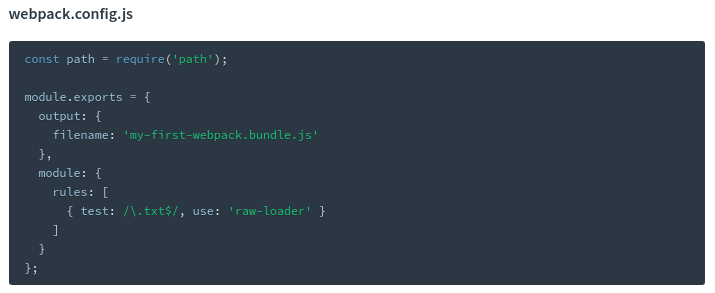 webpack.config.js
const path = require('path');
module.exports = {
  output: {
    filename: 'my-first-webpack.bundle.js'
  },
  module: {
    rules: [
      { test: /\.txt$/, use: 'raw-loader' }
    ]
  }
};